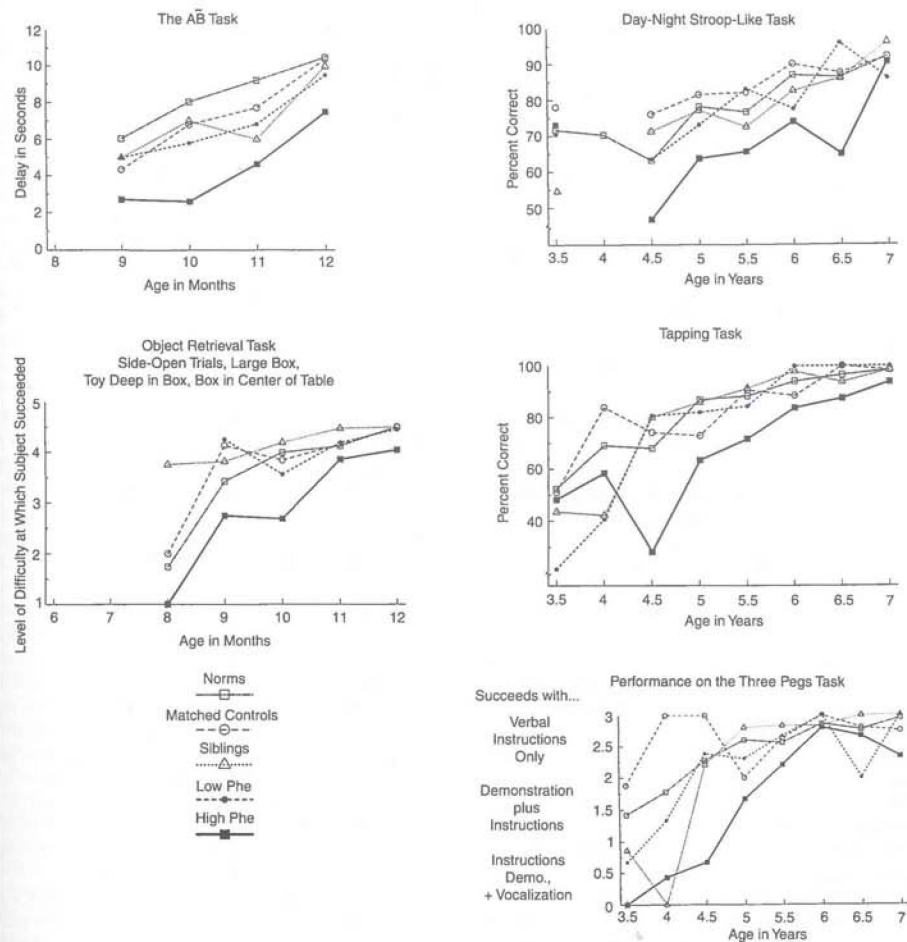 The AB̄ Task
Delay in Seconds
12
10
8
6
4
2
0
8
9
10
11
12
Age in Months
Day-Night Stroop-Like Task
Percent Correct
100
90
80
70
60
50
3.5
4
4.5
5
5.5
6
6.5
7
Age in Years
Object Retrieval Task
Side-Open Trials, Large Box,
Toy Deep in Box, Box in Center of Table
Level of Difficulty at Which Subject Succeeded
5
4
3
2
1
6
7
8
9
10
11
12
Age in Months
Tapping Task
Percent Correct
100
80
60
40
3.5
4
4.5
5
5.5
6
6.5
7
Age in Years
Norms
Matched Controls
Siblings
Low Phe
High Phe
Performance on the Three Pegs Task
Succeeds with...
Verbal
Instructions
Only
Demonstration
plus
Instructions
Instructions
Demo.,
+ Vocalization
3
2.5
2
1.5
1
0.5
0
3.5
4
4.5
5
5.5
6
6.5
7
Age in Years